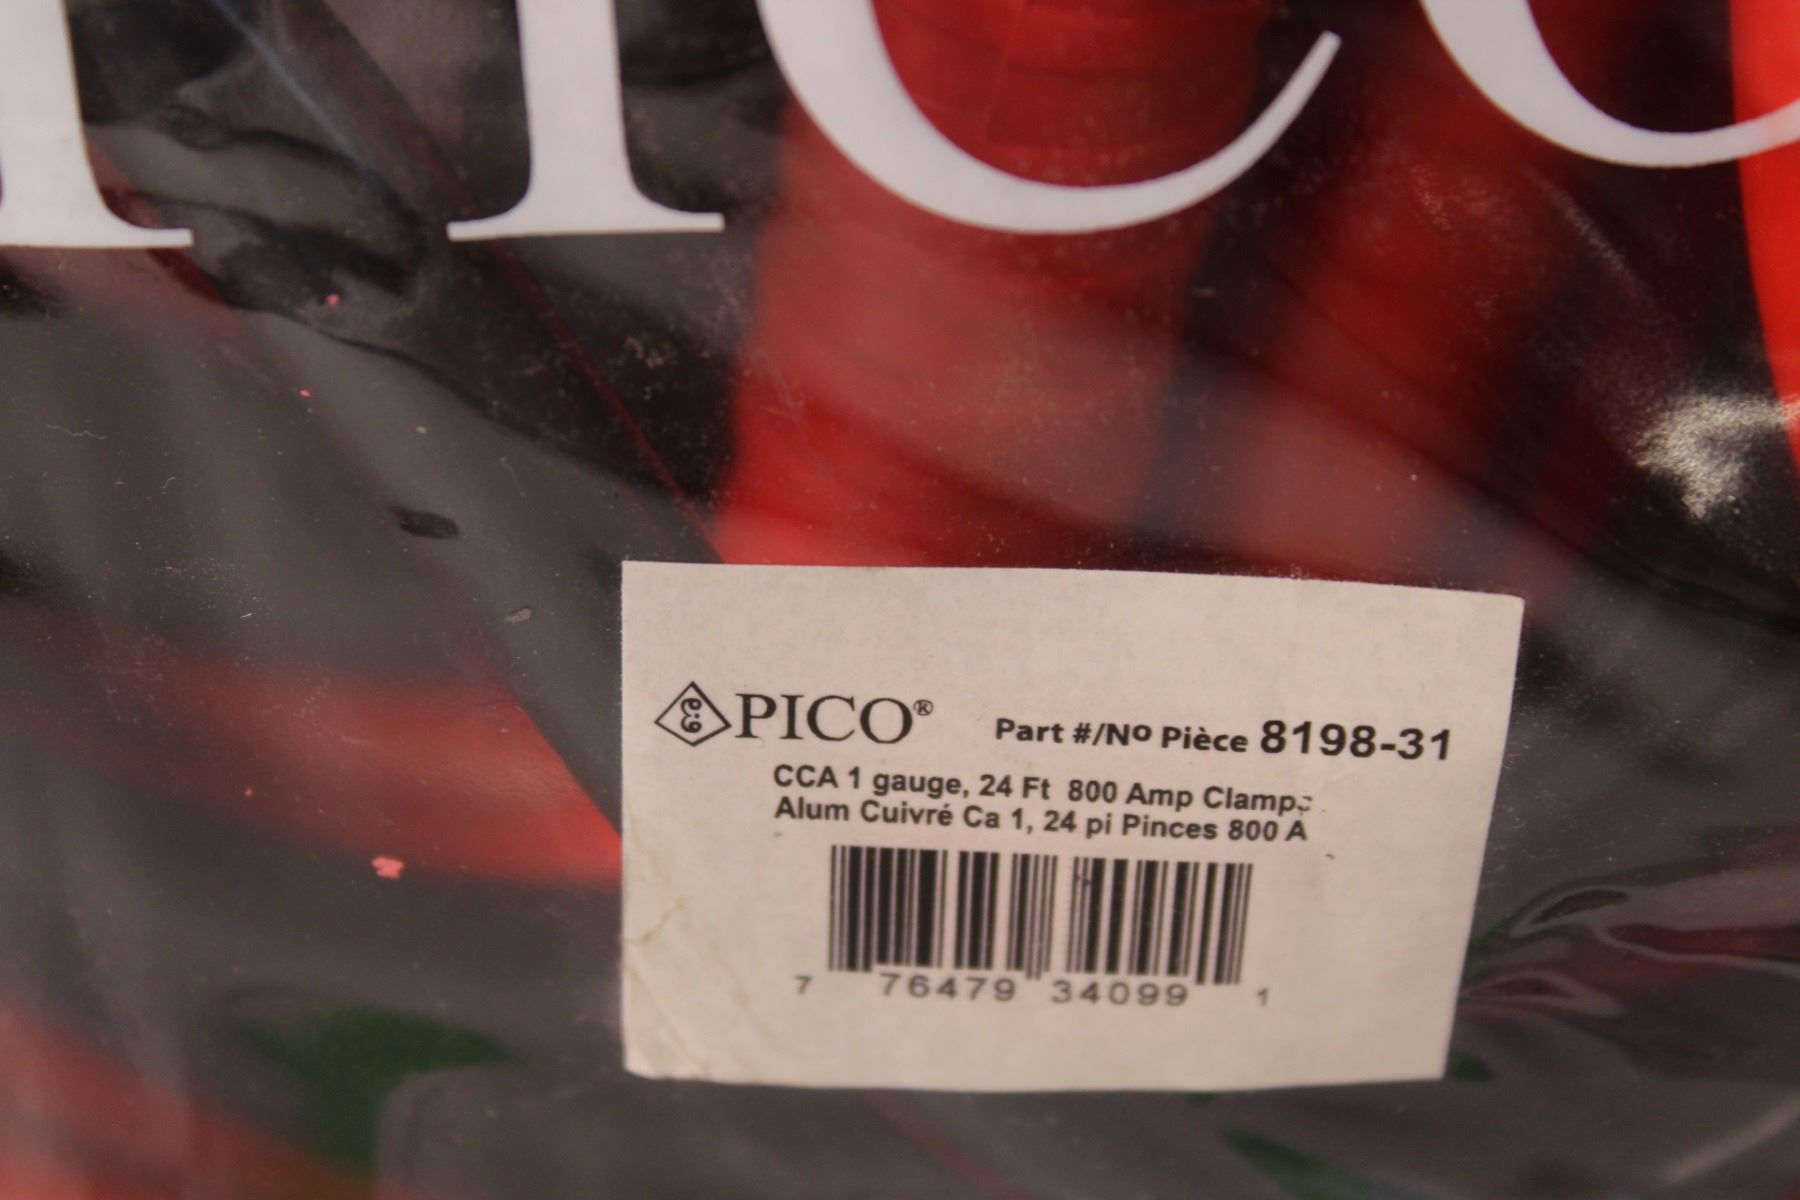 PICO® Part #/Nº Pièce 8198-31
CCA 1 gauge, 24 Ft 800 Amp Clamps
Alum Cuivré Ca 1, 24 pi Pinces 800 A
7 76479 34099 1